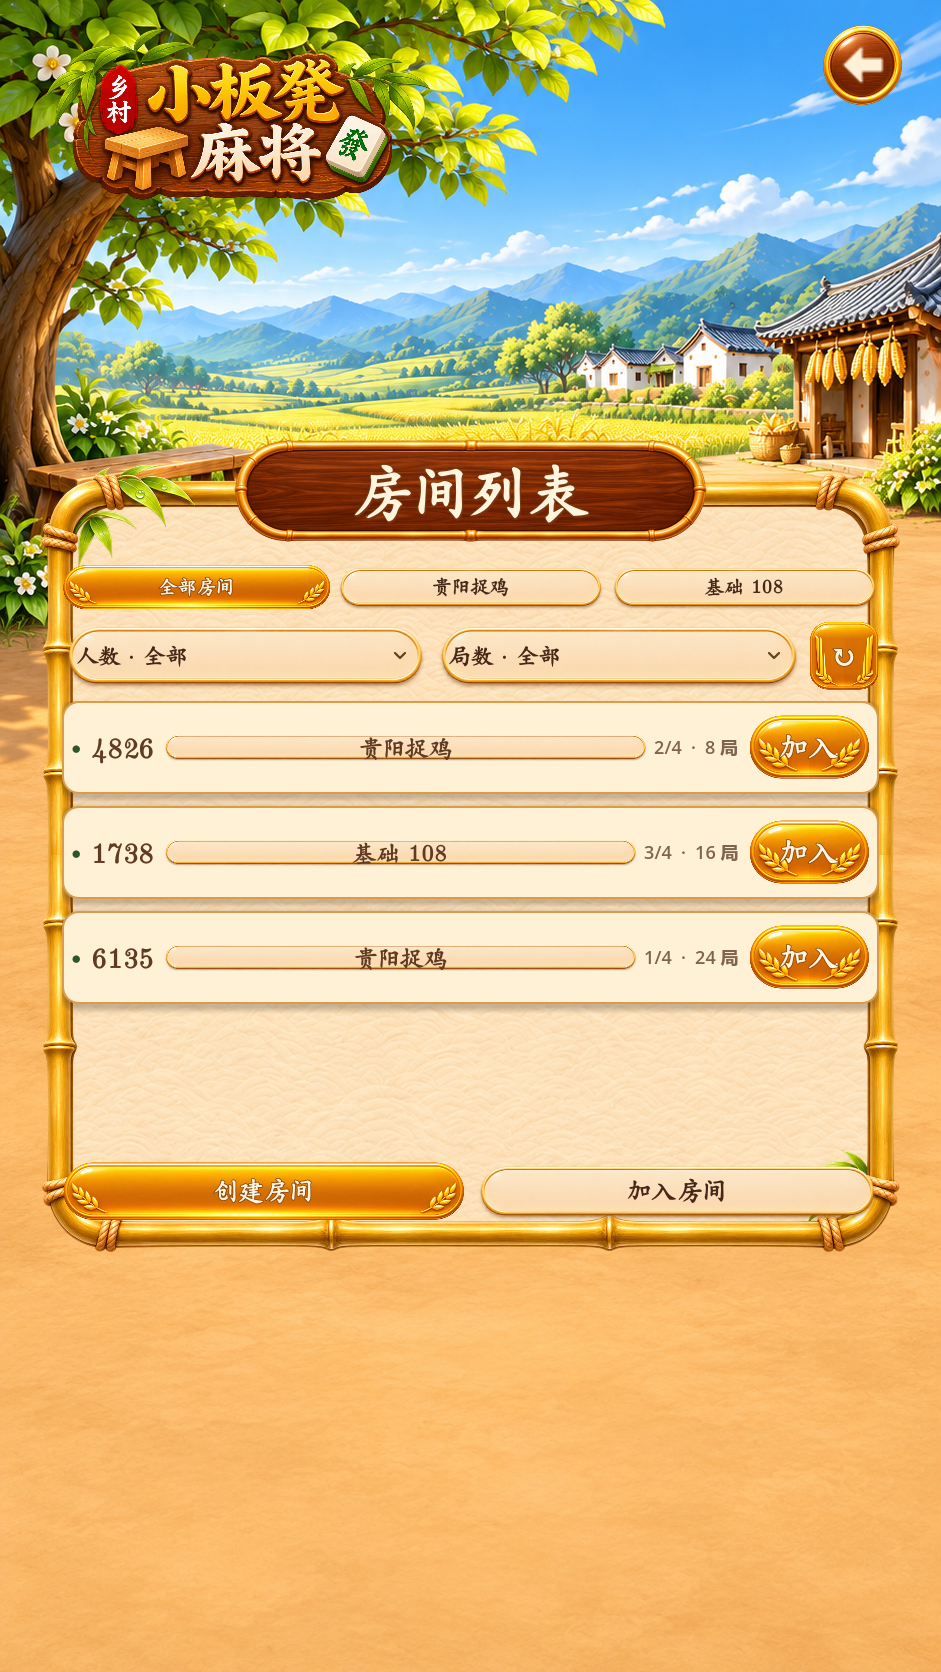 乡村
小板凳
麻将
發
房间列表
全部房间
贵阳捉鸡
基础 108
人数 · 全部
局数 · 全部
4826 贵阳捉鸡 2/4 · 8 局 加入
1738 基础 108 3/4 · 16 局 加入
6135 贵阳捉鸡 1/4 · 24 局 加入
创建房间
加入房间